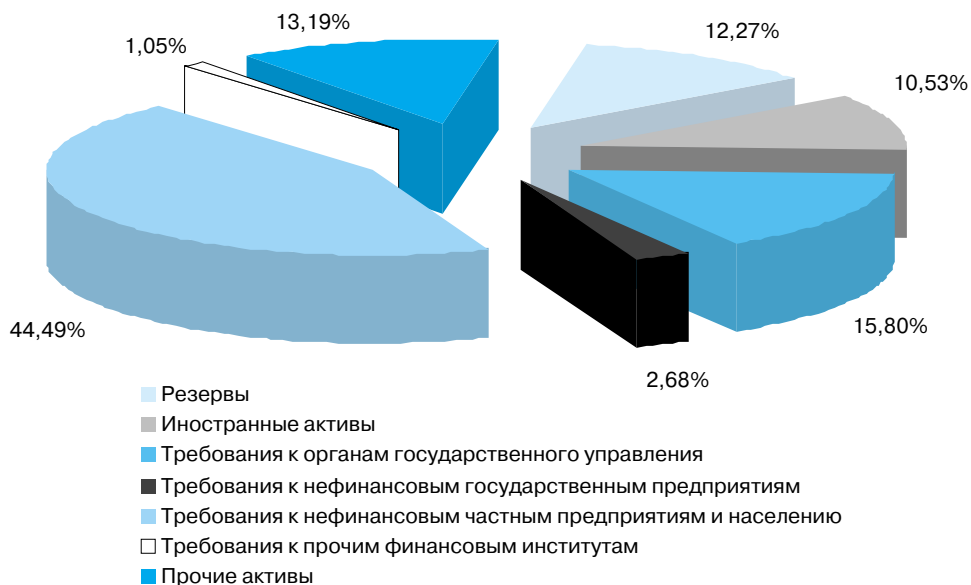 13,19%
12,27%
1,05%
10,53%
44,49%
15,80%
2,68%
Резервы
Иностранные активы
Требования к органам государственного управления
Требования к нефинансовым государственным предприятиям
Требования к нефинансовым частным предприятиям и населению
Требования к прочим финансовым институтам
Прочие активы